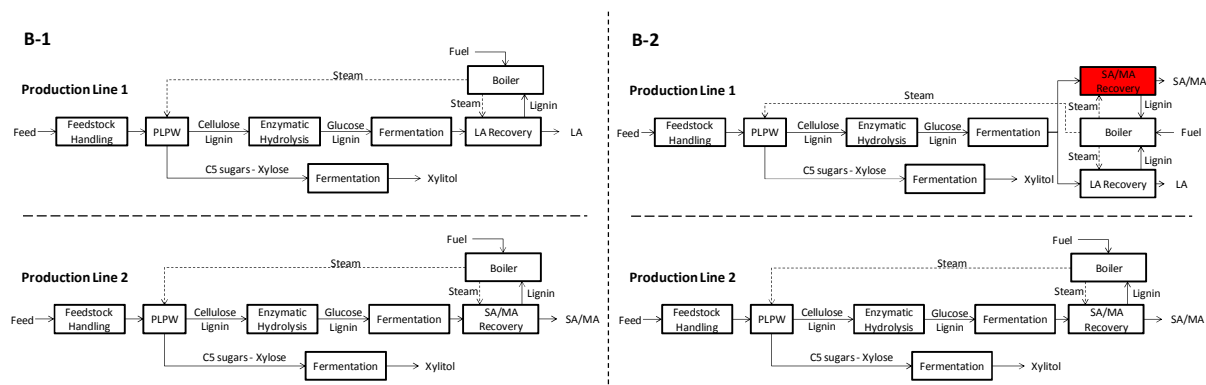 B-1
Fuel
Steam
Boiler
Production Line 1
Steam
Lignin
Feed
Feedstock
Handling
PLPW
Cellulose
Lignin
Enzymatic
Hydrolysis
Glucose
Lignin
Fermentation
LA Recovery
LA
C5 sugars - Xylose
Fermentation
Xylitol
Fuel
Steam
Boiler
Production Line 2
Steam
Lignin
Feed
Feedstock
Handling
PLPW
Cellulose
Lignin
Enzymatic
Hydrolysis
Glucose
Lignin
Fermentation
SA/MA
Recovery
SA/MA
C5 sugars - Xylose
Fermentation
Xylitol
B-2
SA/MA
Recovery
SA/MA
Production Line 1
Steam
Steam
Lignin
Feed
Feedstock
Handling
PLPW
Cellulose
Lignin
Enzymatic
Hydrolysis
Glucose
Lignin
Fermentation
Boiler
Fuel
Steam
Lignin
C5 sugars - Xylose
Fermentation
Xylitol
LA Recovery
LA
Fuel
Steam
Boiler
Production Line 2
Steam
Lignin
Feed
Feedstock
Handling
PLPW
Cellulose
Lignin
Enzymatic
Hydrolysis
Glucose
Lignin
Fermentation
SA/MA
Recovery
SA/MA
C5 sugars - Xylose
Fermentation
Xylitol